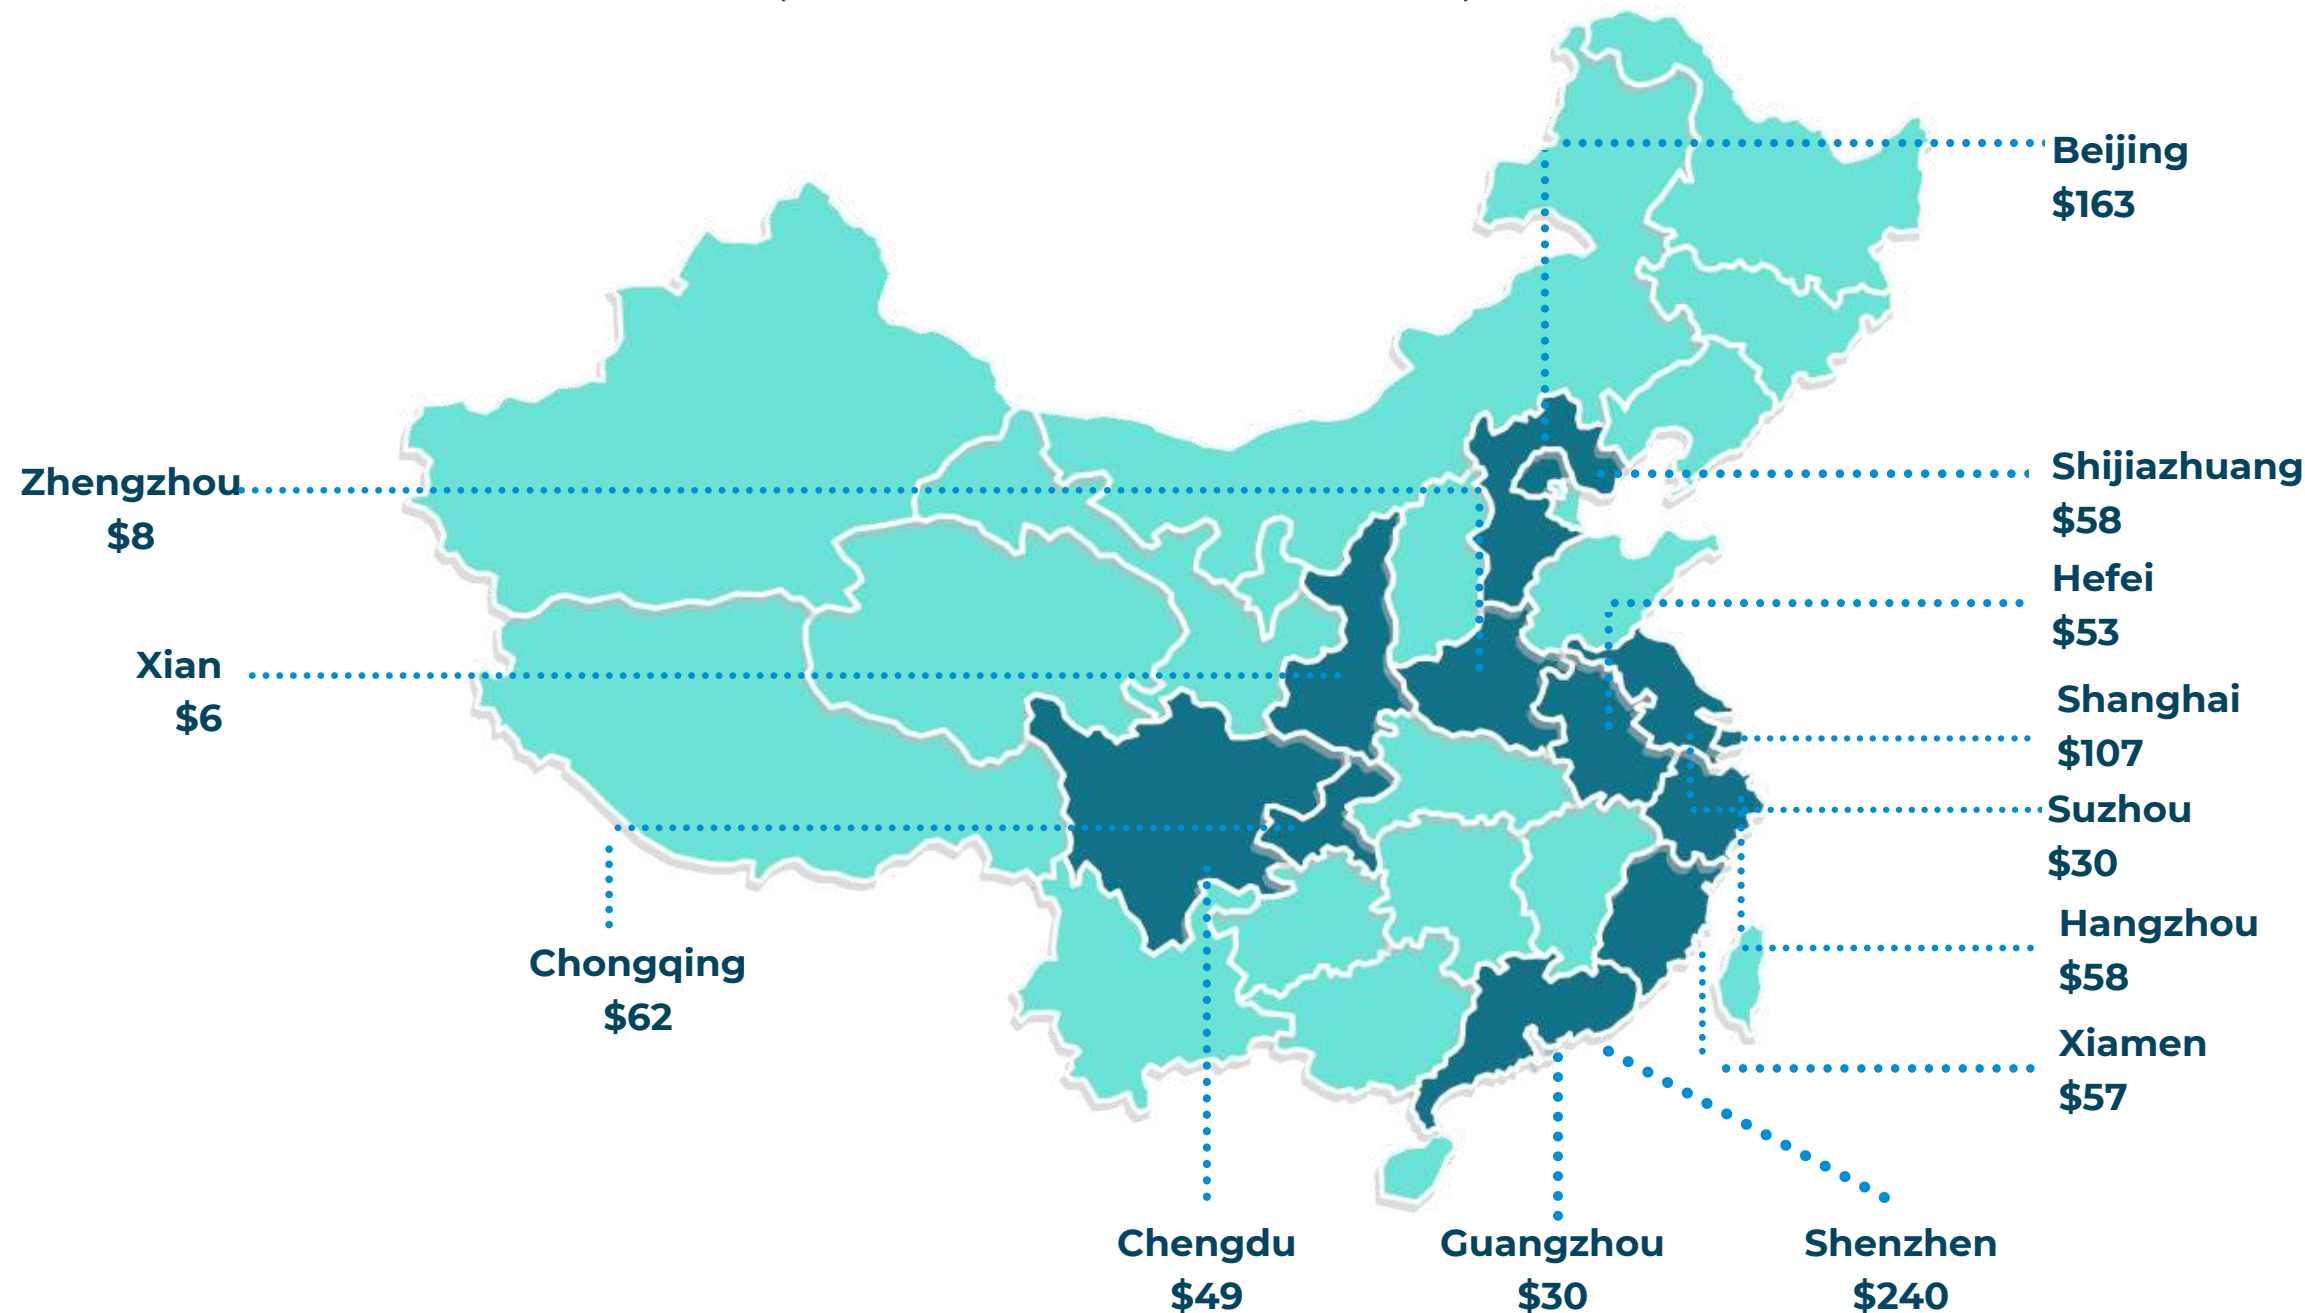 Beijing
$163
Zhengzhou
$8
Shijiazhuang
$58
Hefei
$53
Xian
$6
Shanghai
$107
Suzhou
$30
Hangzhou
$58
Chongqing
$62
Xiamen
$57
Chengdu
$49
Guangzhou
$30
Shenzhen
$240